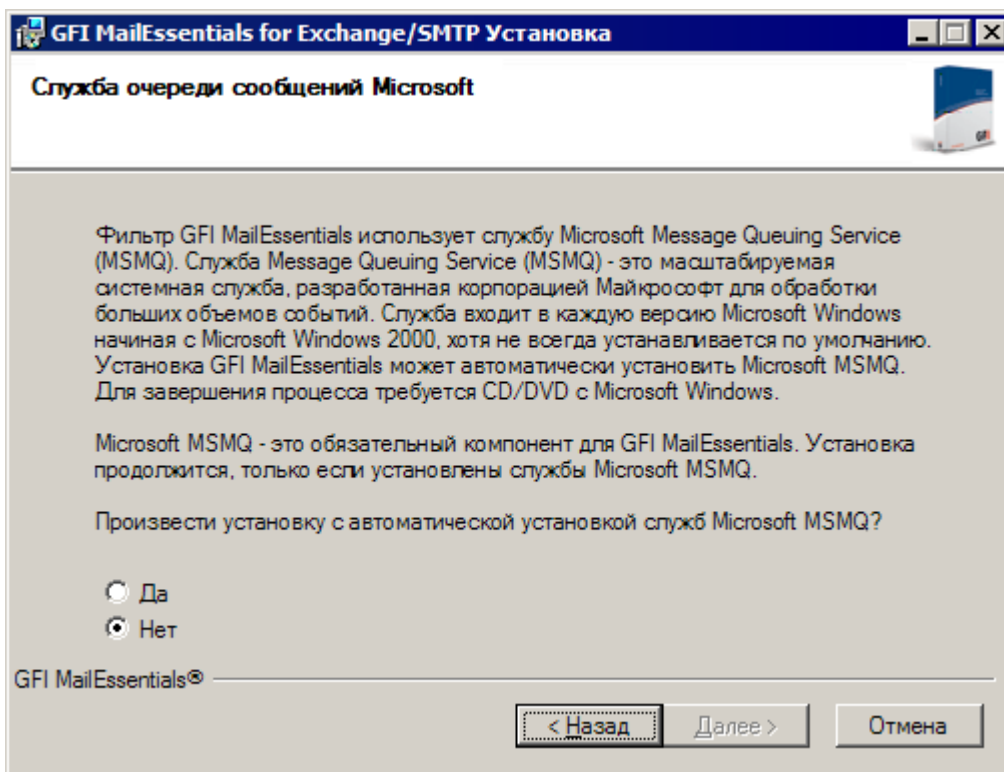 GFI MailEssentials for Exchange/SMTP Установка
Служба очереди сообщений Microsoft
GFI
Фильтр GFI MailEssentials использует службу Microsoft Message Queuing Service
(MSMQ). Служба Message Queuing Service (MSMQ) - это масштабируемая
системная служба, разработанная корпорацией Майкрософт для обработки
больших объемов событий. Служба входит в каждую версию Microsoft Windows
начиная с Microsoft Windows 2000, хотя не всегда устанавливается по умолчанию.
Установка GFI MailEssentials может автоматически установить Microsoft MSMQ.
Для завершения процесса требуется CD/DVD с Microsoft Windows.
Microsoft MSMQ - это обязательный компонент для GFI MailEssentials. Установка
продолжится, только если установлены службы Microsoft MSMQ.
Произвести установку с автоматической установкой служб Microsoft MSMQ?
Да
Нет
GFI MailEssentials®
< Назад
Далее >
Отмена